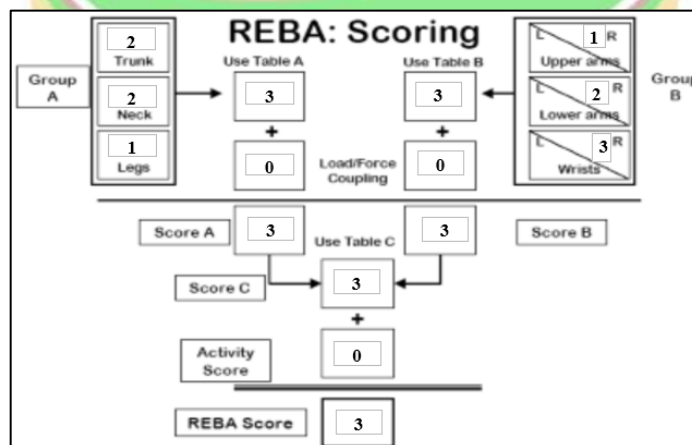 REBA: Scoring
Group
A
2
Trunk
2
Neck
1
Legs
Use Table A
3
+
0
Load/Force
Coupling
Use Table B
3
+
0
L 1 R
Upper arms
L 2 R
Lower arms
L 3 R
Wrists
Group
B
Score A
3
Use Table C
3
Score B
Score C
3
+
Activity
Score
0
REBA Score
3